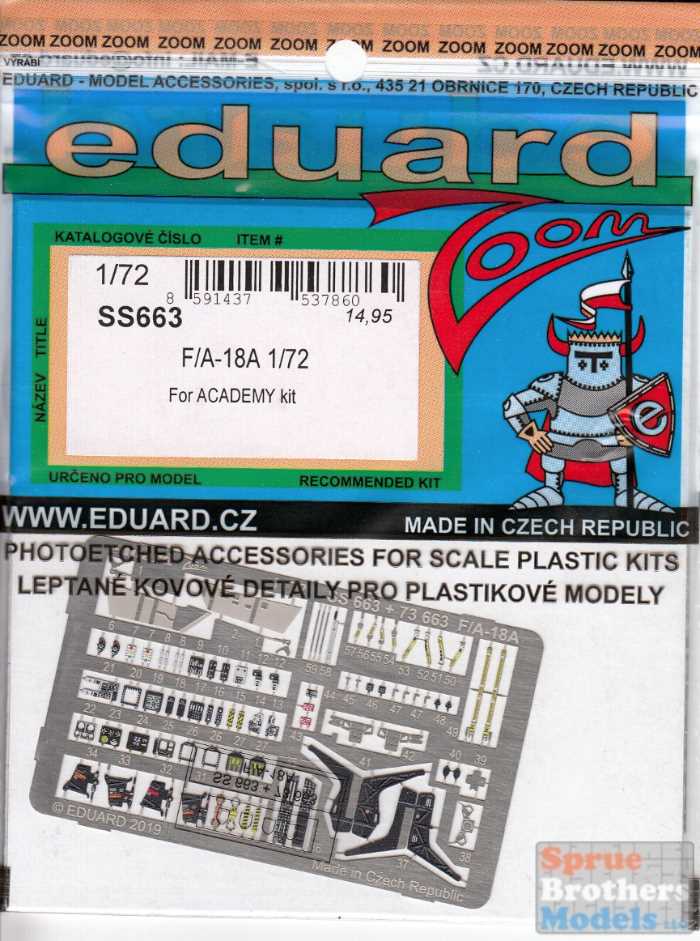 ZOOM ZOOM ZOOM ZOOM ZOOM ZOOM ZOOM ZOOM ZOOM ZOOM ZOOM ZOOM ZOOM
VYRÁBÍ
EDUARD - MODEL ACCESSORIES, spol. s r.o., 435 21 OBRNICE 170, CZECH REPUBLIC
eduard
Zoom
KATALOGOVÉ ČÍSLO ITEM #
1/72
8 591437 537860
SS663
14,95
F/A-18A 1/72
For ACADEMY kit
NÁZEV TITLE
URČENO PRO MODEL RECOMMENDED KIT
e
WWW.EDUARD.CZ MADE IN CZECH REPUBLIC
PHOTOETCHED ACCESSORIES FOR SCALE PLASTIC KITS
LEPTANÉ KOVOVÉ DETAILY PRO PLASTIKOVÉ MODELY
SS 663 + 73 663 F/A-18A
© EDUARD 2019
Made in Czech Republic
Sprue
Brothers
Models